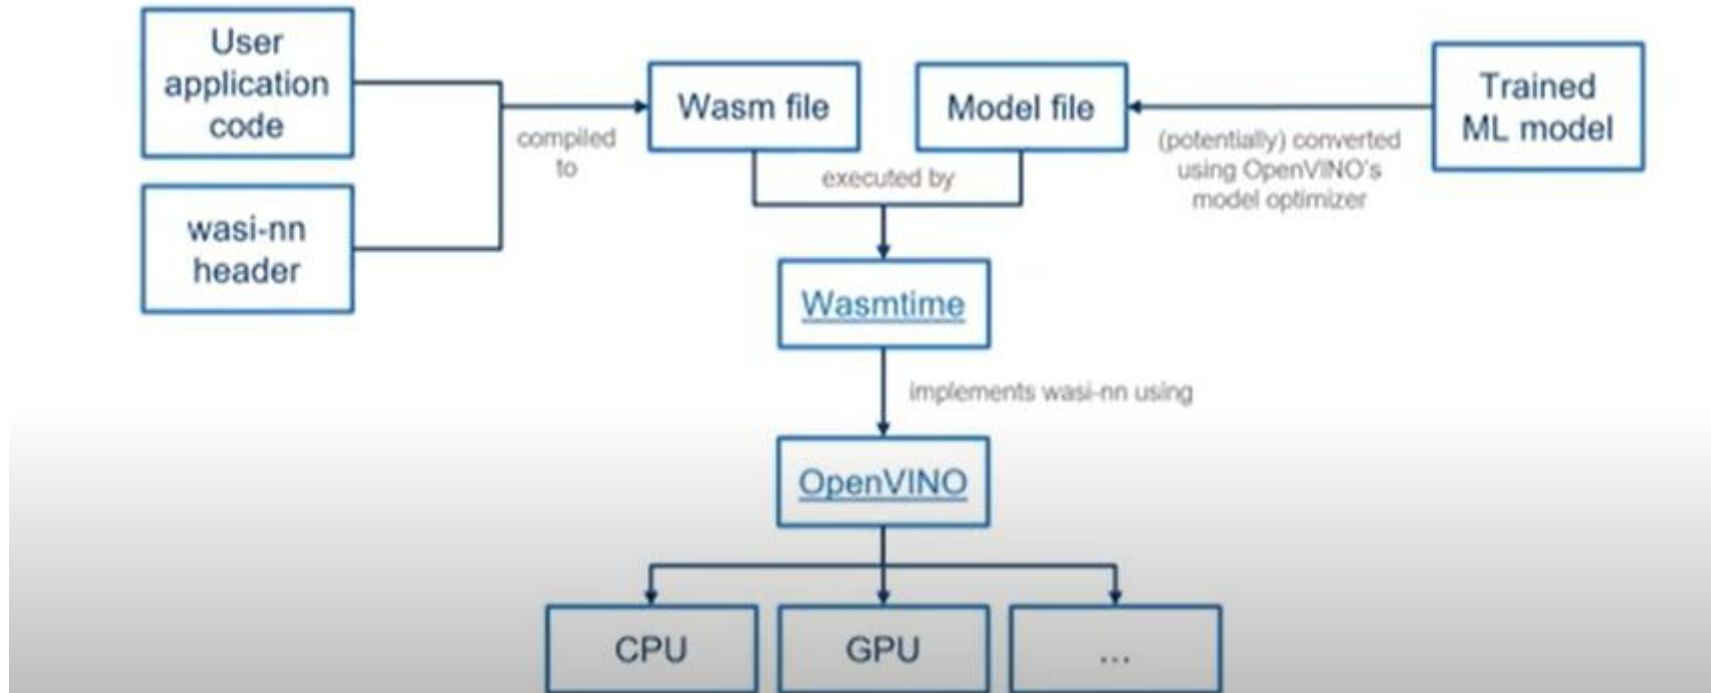 User
application
code
wasi-nn
header
compiled
to
Wasm file
Model file
executed by
Trained
ML model
(potentially) converted
using OpenVINO's
model optimizer
Wasmtime
implements wasi-nn using
OpenVINO
CPU
GPU
...